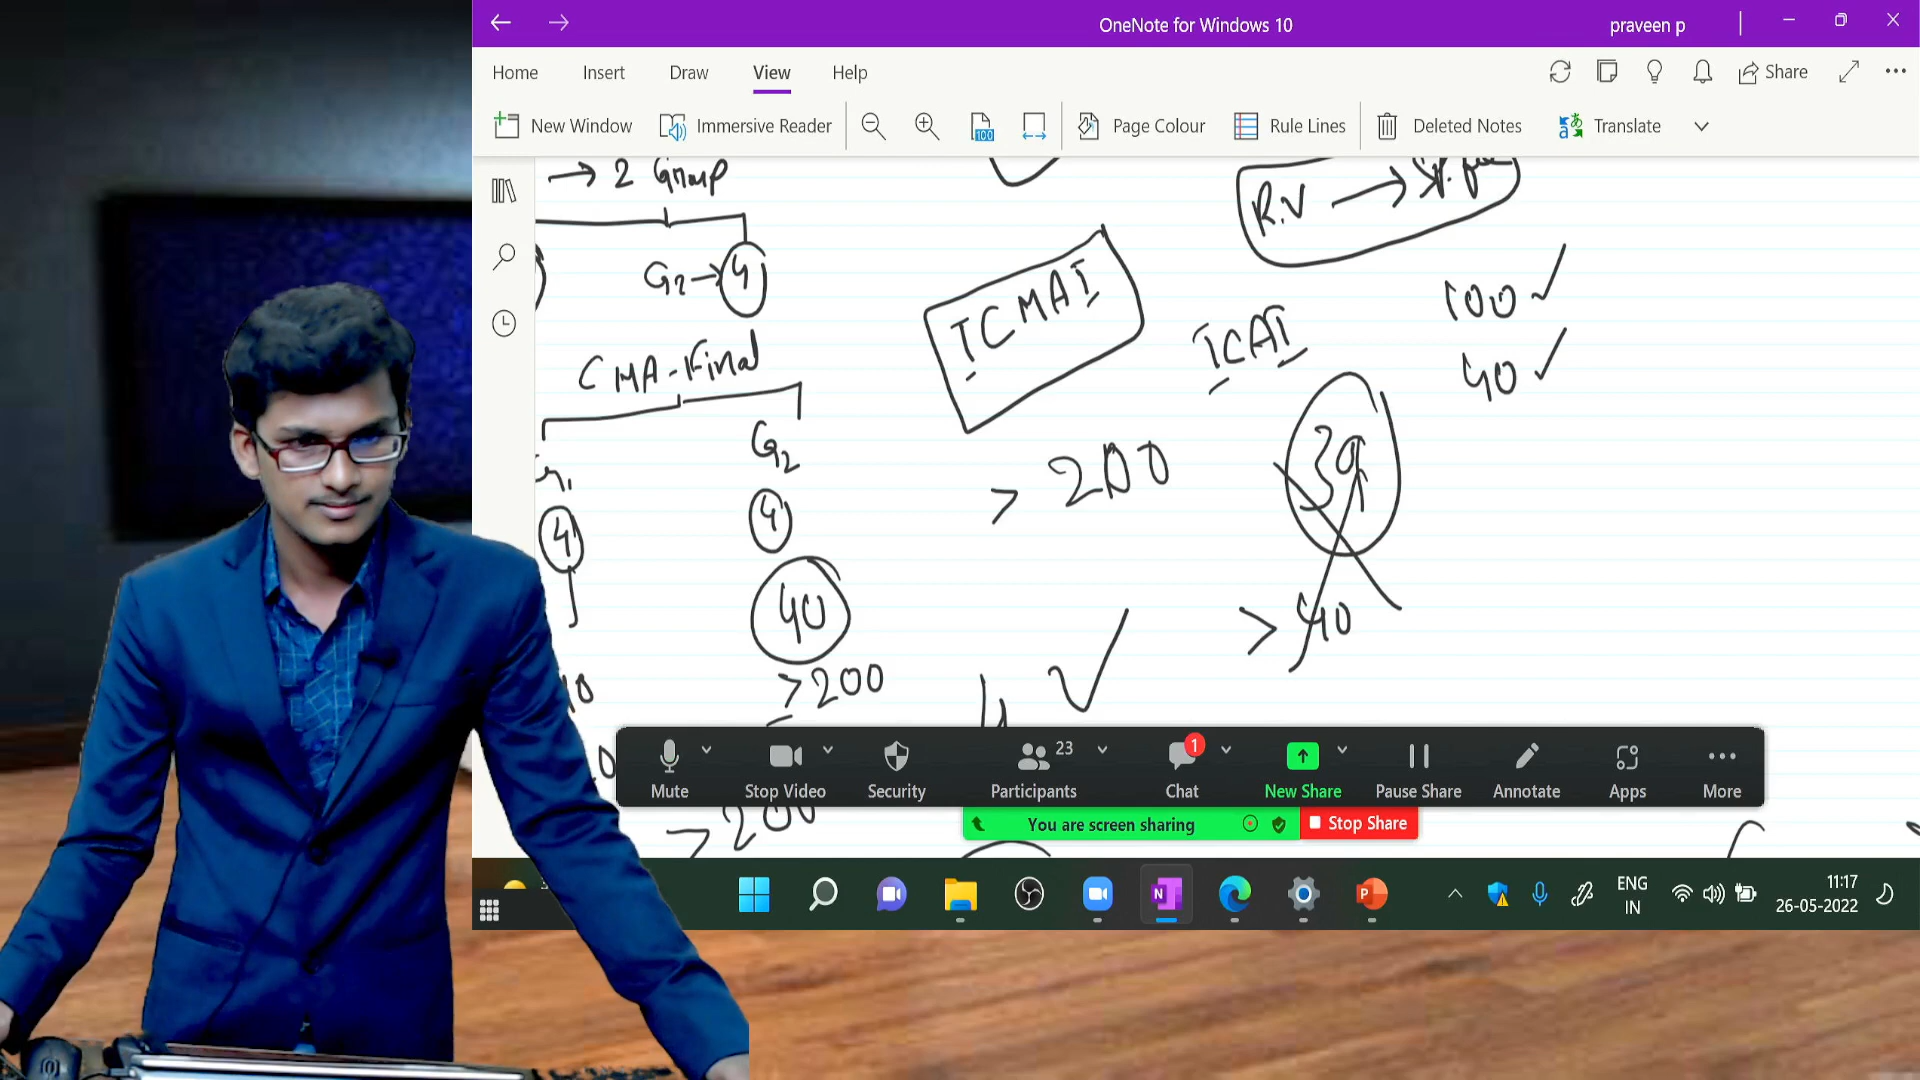 OneNote for Windows 10
praveen p
Home Insert Draw View Help
Share
New Window Immersive Reader 100 Page Colour Rule Lines Deleted Notes Translate
→ 2 Group
R.V →
G2 → 4
100 ✓
ICMAI
ICAI
40 ✓
CMA-Final
G2
39
> 200
4
4
40
> 40
> 200
Mute Stop Video Security 23 Participants 1 Chat New Share Pause Share Annotate Apps More
You are screen sharing Stop Share
> 200
ENG
IN
11:17
26-05-2022